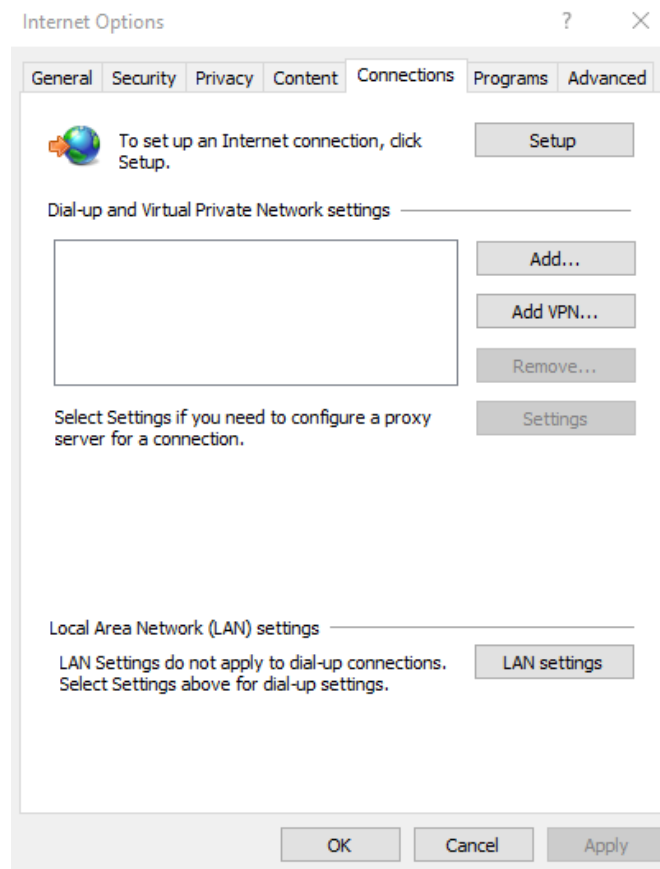 Internet Options
?
General Security Privacy Content Connections Programs Advanced
To set up an Internet connection, click
Setup.
Setup
Dial-up and Virtual Private Network settings
Add...
Add VPN...
Remove...
Select Settings if you need to configure a proxy
server for a connection.
Settings
Local Area Network (LAN) settings
LAN Settings do not apply to dial-up connections.
Select Settings above for dial-up settings.
LAN settings
OK Cancel Apply